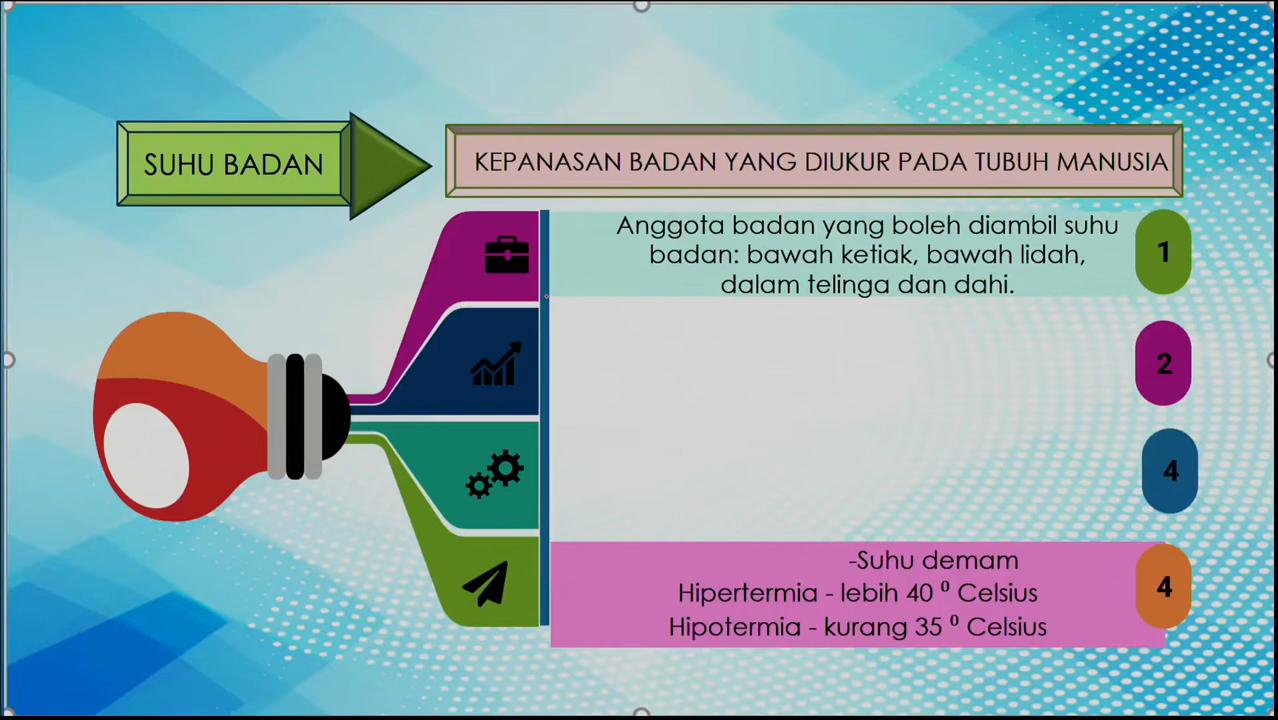 SUHU BADAN
KEPANASAN BADAN YANG DIUKUR PADA TUBUH MANUSIA
Anggota badan yang boleh diambil suhu
badan: bawah ketiak, bawah lidah,
dalam telinga dan dahi.
1
2
4
-Suhu demam
Hipertermia - lebih 40 ⁰ Celsius
Hipotermia - kurang 35 ⁰ Celsius
4